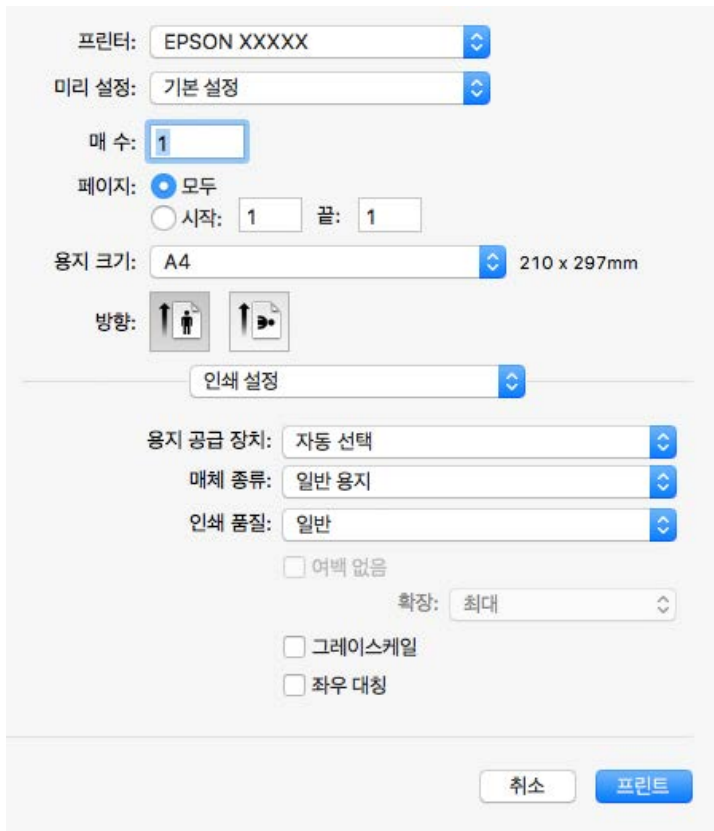 프린터: EPSON XXXXX
미리 설정: 기본 설정
매 수: 1
페이지: 모두
시작: 1 끝: 1
용지 크기: A4 210 x 297mm
방향:
인쇄 설정
용지 공급 장치: 자동 선택
매체 종류: 일반 용지
인쇄 품질: 일반
여백 없음
확장: 최대
그레이스케일
좌우 대칭
취소 프린트